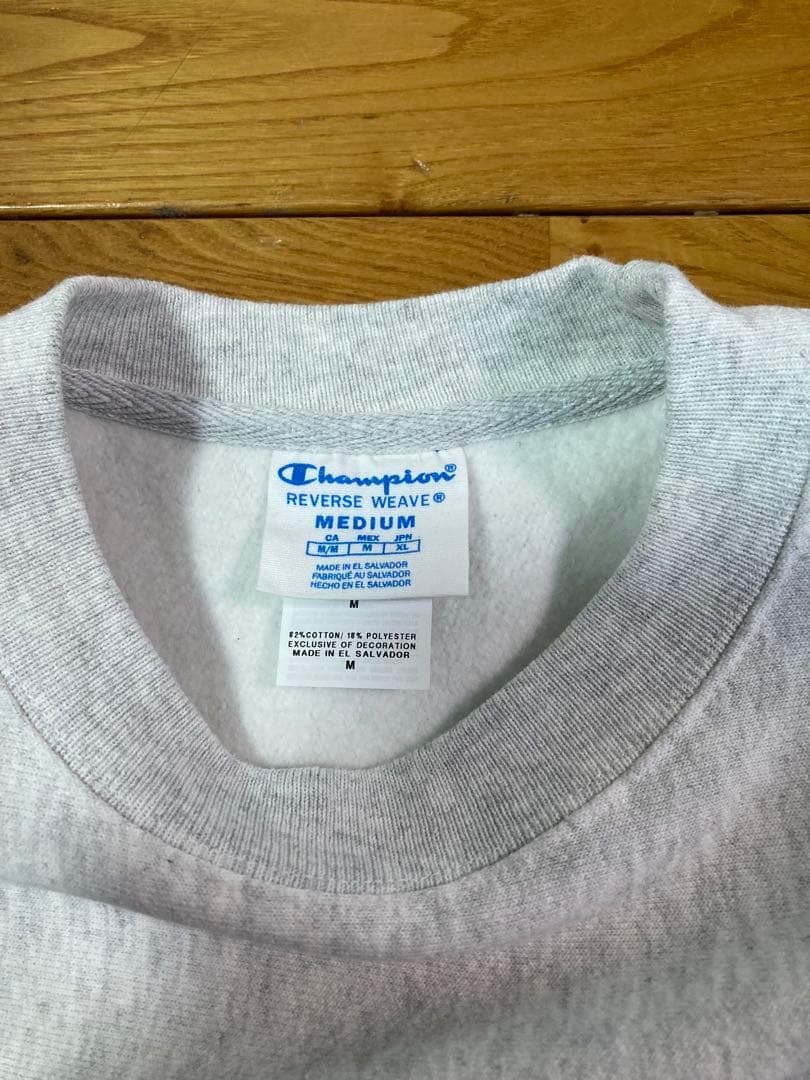 Champion®
REVERSE WEAVE®
MEDIUM
CA MEX JPN
M/M M XL
MADE IN EL SALVADOR
FABRIQUÉ AU SALVADOR
HECHO EN EL SALVADOR
M
82%COTTON/ 18% POLYESTER
EXCLUSIVE OF DECORATION
MADE IN EL SALVADOR
M